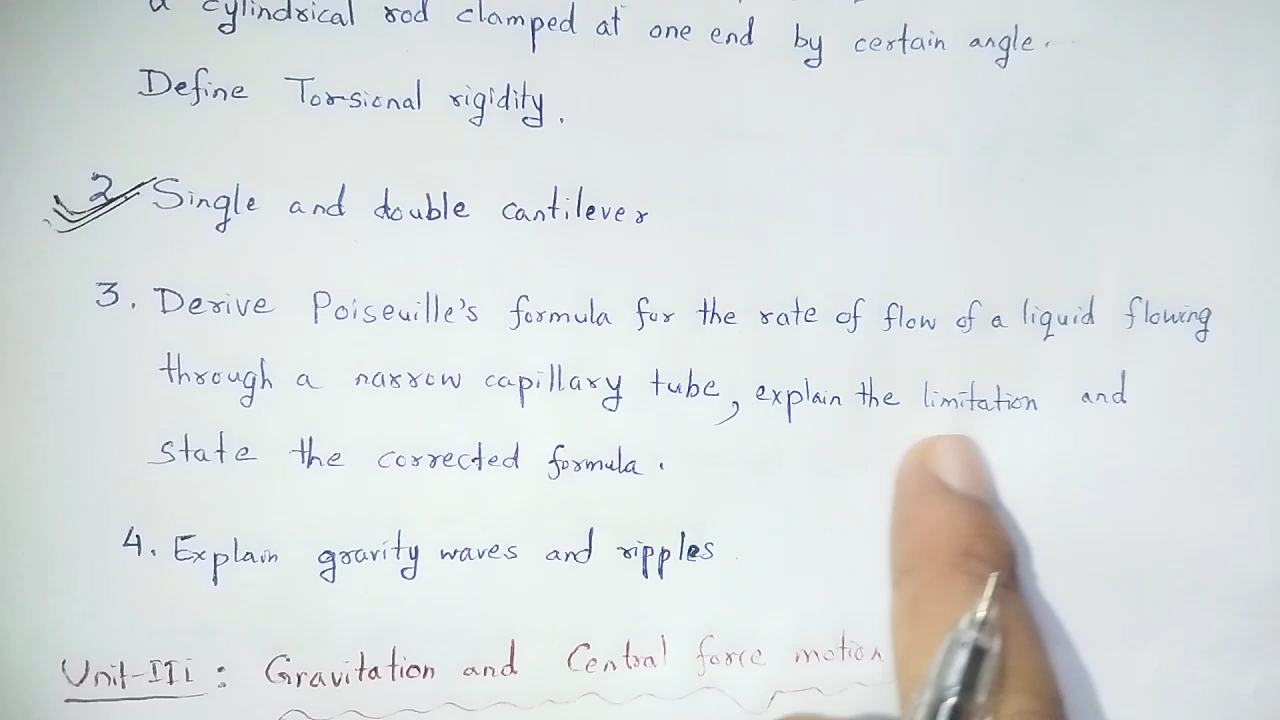 a cylindrical rod clamped at one end by certain angle.
Define Torsional rigidity.
2 Single and double cantilever
3. Derive Poiseuille's formula for the rate of flow of a liquid flowing
through a narrow capillary tube, explain the limitation and
state the corrected formula.
4. Explain gravity waves and ripples
Unit-III : Gravitation and Central force motion